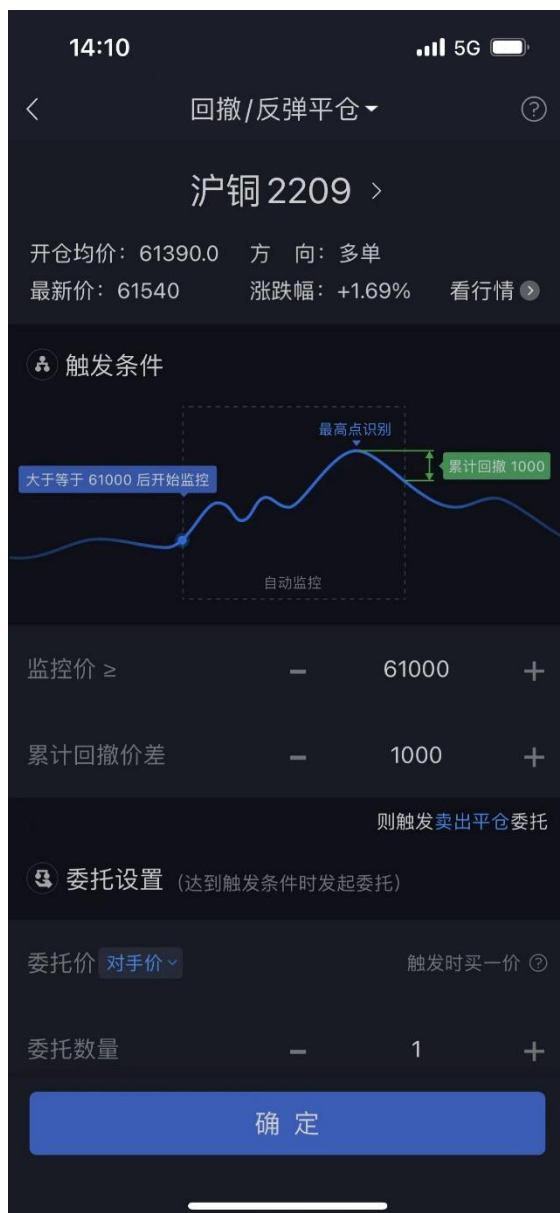 14:10 5G
回撤/反弹平仓
沪铜2209
开仓均价：61390.0 方 向：多单
最新价：61540 涨跌幅：+1.69% 看行情
触发条件
最高点识别
累计回撤 1000
大于等于 61000 后开始监控
自动监控
监控价 ≥ － 61000 ＋
累计回撤价差 － 1000 ＋
则触发卖出平仓委托
委托设置（达到触发条件时发起委托）
委托价 对手价 触发时买一价
委托数量 － 1 ＋
确 定